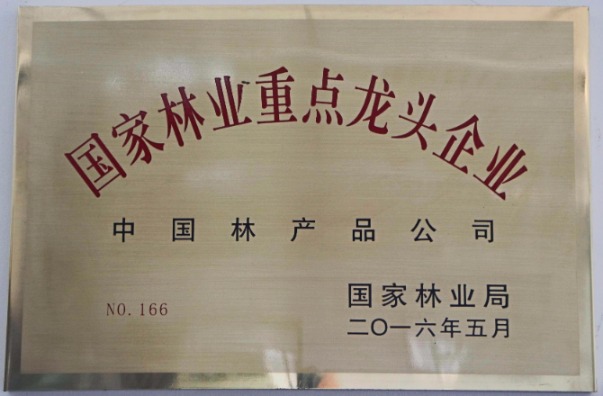 国家林业重点龙头企业
中国林产品公司
NO.166
国家林业局
二〇一六年五月